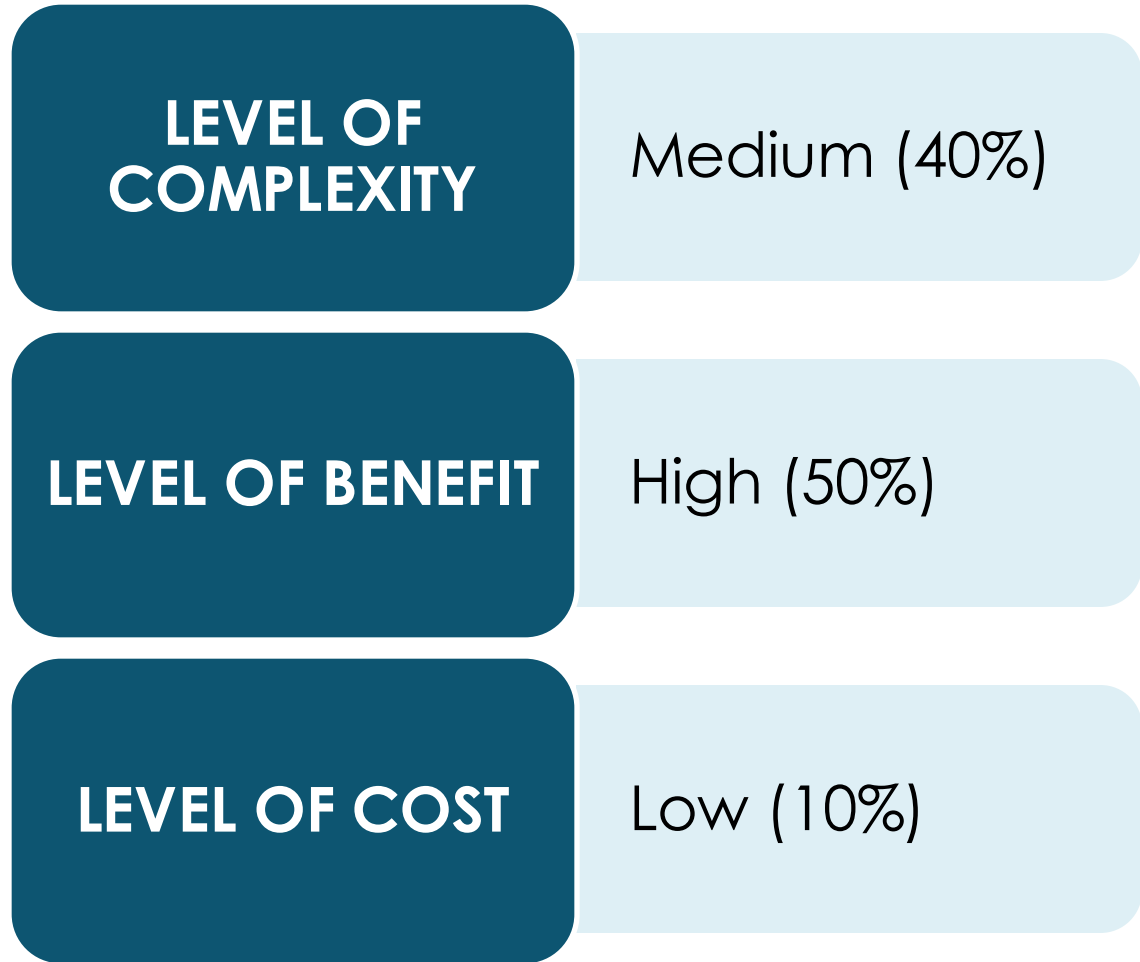 LEVEL OF
COMPLEXITY
Medium (40%)
LEVEL OF BENEFIT
High (50%)
LEVEL OF COST
Low (10%)